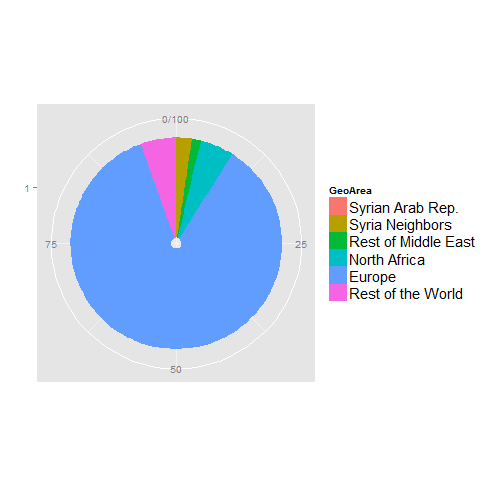 0/100
1
75
25
50
GeoArea
Syrian Arab Rep.
Syria Neighbors
Rest of Middle East
North Africa
Europe
Rest of the World